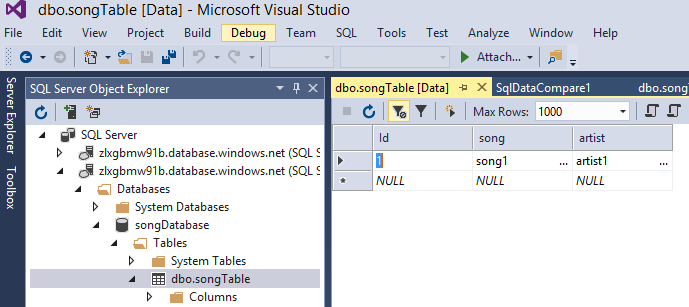 dbo.songTable [Data] - Microsoft Visual Studio
File Edit View Project Build Debug Team SQL Tools Test Analyze Window
Attach...
Server Explorer
Toolbox
SQL Server Object Explorer
SQL Server
zlxgbmw91b.database.windows.net (SQL S
zlxgbmw91b.database.windows.net (SQL S
Databases
System Databases
songDatabase
Tables
System Tables
dbo.songTable
Columns
dbo.songTable [Data] SqlDataCompare1 dbo.song
Max Rows: 1000
Id song artist
1 song1 ... artist1 ...
NULL NULL NULL